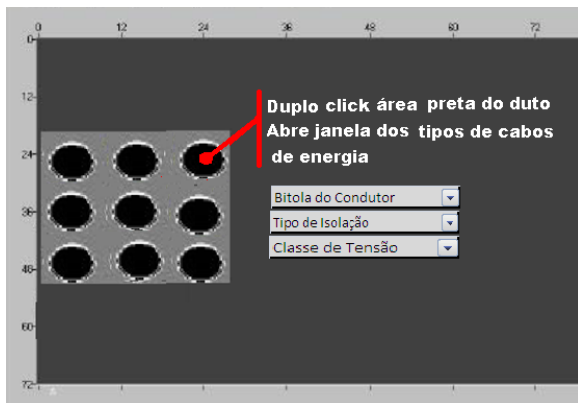 0 12 24 36 48 60 72
0
12
Duplo click área preta do duto
Abre janela dos tipos de cabos
de energia
24
Bitola do Condutor
36
Tipo de Isolação
Classe de Tensão
48
60
72